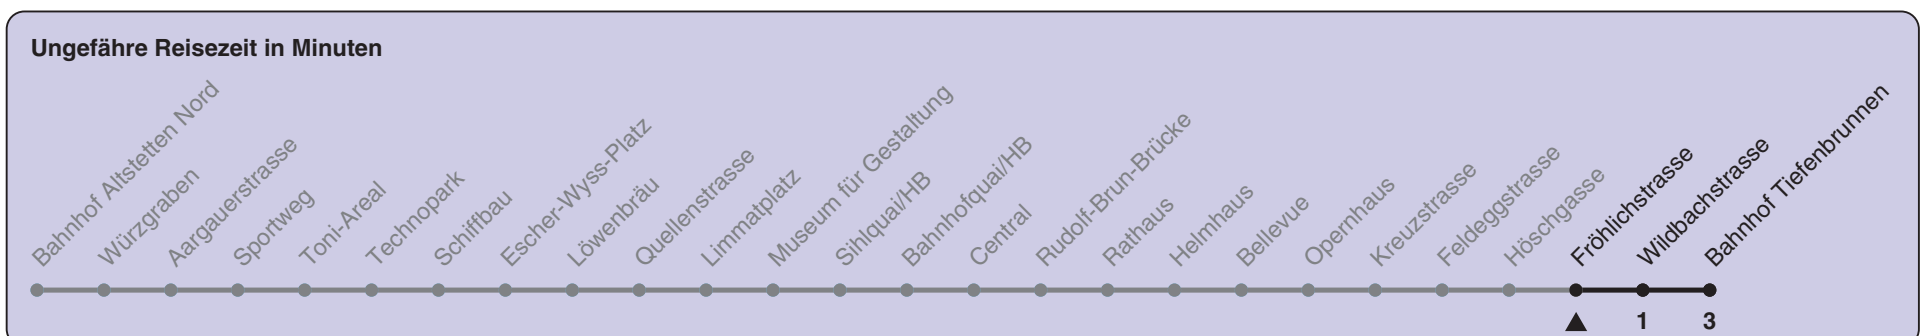 Ungefähre Reisezeit in Minuten
Bahnhof Altstetten Nord
Würzgraben
Aargauerstrasse
Sportweg
Toni-Areal
Technopark
Schiffbau
Escher-Wyss-Platz
Löwenbräu
Quellenstrasse
Limmatplatz
Museum für Gestaltung
Sihlquai/HB
Bahnhofquai/HB
Central
Rudolf-Brun-Brücke
Rathaus
Helmhaus
Bellevue
Opernhaus
Kreuzstrasse
Feldeggstrasse
Höschgasse
Fröhlichstrasse
Wildbachstrasse
Bahnhof Tiefenbrunnen
1 3